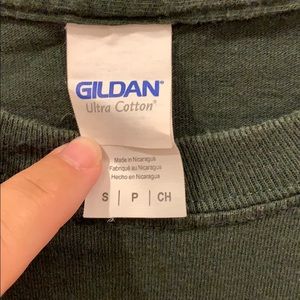 GILDAN®
Ultra Cotton®
Made in Nicaragua
Fabriqué au Nicaragua
Hecho en Nicaragua
S | P | CH